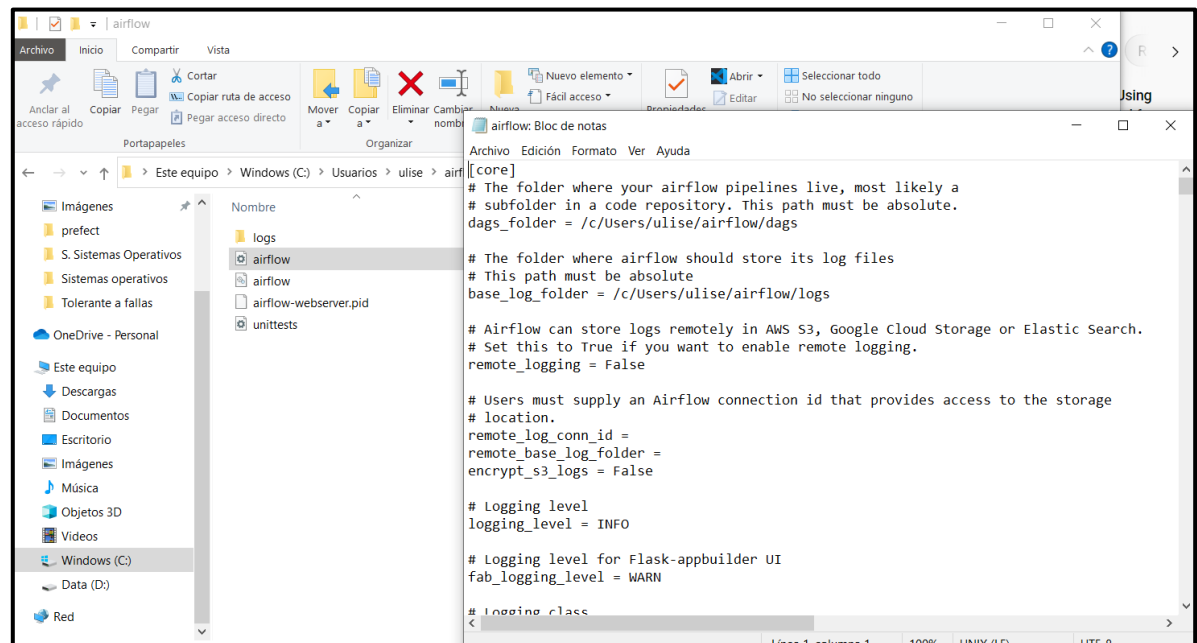 airflow
Archivo Inicio Compartir Vista
Anclar al acceso rápido
Copiar
Pegar
Cortar
Copiar ruta de acceso
Pegar acceso directo
Portapapeles
Mover a
Copiar a
Eliminar
Cambiar
Organizar
Nuevo elemento
Fácil acceso
Abrir
Editar
Seleccionar todo
No seleccionar ninguno
R
Este equipo > Windows (C:) > Usuarios > ulise >
Imágenes
prefect
S. Sistemas Operativos
Sistemas operativos
Tolerante a fallas
OneDrive - Personal
Este equipo
Descargas
Documentos
Escritorio
Imágenes
Música
Objetos 3D
Videos
Windows (C:)
Data (D:)
Red
Nombre
logs
airflow
airflow
airflow-webserver.pid
unittests
airflow: Bloc de notas
Archivo Edición Formato Ver Ayuda
[core]
# The folder where your airflow pipelines live, most likely a
# subfolder in a code repository. This path must be absolute.
dags_folder = /c/Users/ulise/airflow/dags
# The folder where airflow should store its log files
# This path must be absolute
base_log_folder = /c/Users/ulise/airflow/logs
# Airflow can store logs remotely in AWS S3, Google Cloud Storage or Elastic Search.
# Set this to True if you want to enable remote logging.
remote_logging = False
# Users must supply an Airflow connection id that provides access to the storage
# location.
remote_log_conn_id =
remote_base_log_folder =
encrypt_s3_logs = False
# Logging level
logging_level = INFO
# Logging level for Flask-appbuilder UI
fab_logging_level = WARN
# Logging class